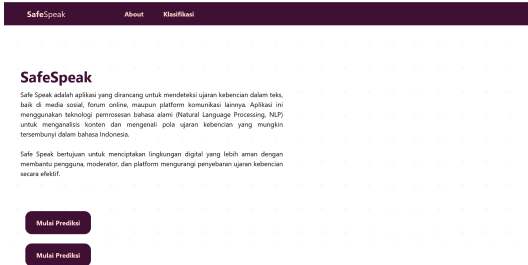 SafeSpeak About Klasifikasi
SafeSpeak
Safe Speak adalah aplikasi yang dirancang untuk mendeteksi ujaran kebencian dalam teks,
baik di media sosial, forum online, maupun platform komunikasi lainnya. Aplikasi ini
menggunakan teknologi pemrosesan bahasa alami (Natural Language Processing, NLP)
untuk menganalisis konten dan mengenali pola ujaran kebencian yang mungkin
tersembunyi dalam bahasa Indonesia.
Safe Speak bertujuan untuk menciptakan lingkungan digital yang lebih aman dengan
membantu pengguna, moderator, dan platform mengurangi penyebaran ujaran kebencian
secara efektif.
Mulai Prediksi
Mulai Prediksi